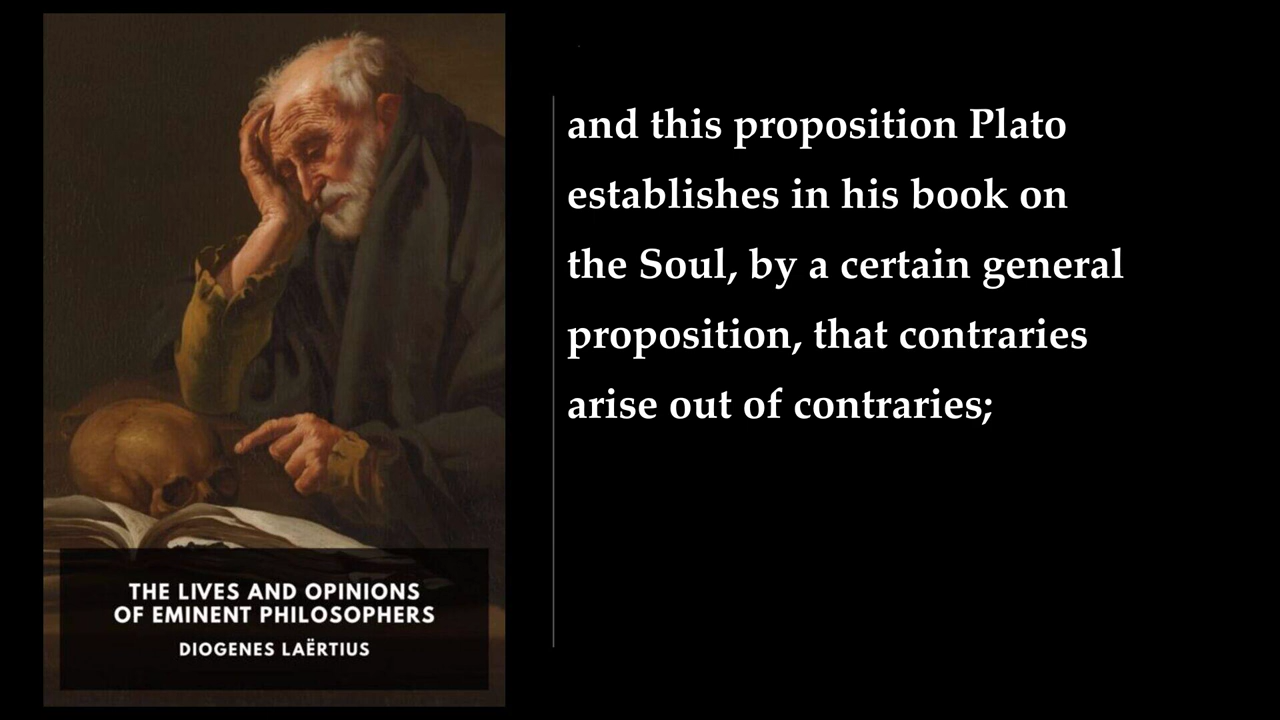 THE LIVES AND OPINIONS
OF EMINENT PHILOSOPHERS
DIOGENES LAËRTIUS
and this proposition Plato
establishes in his book on
the Soul, by a certain general
proposition, that contraries
arise out of contraries;